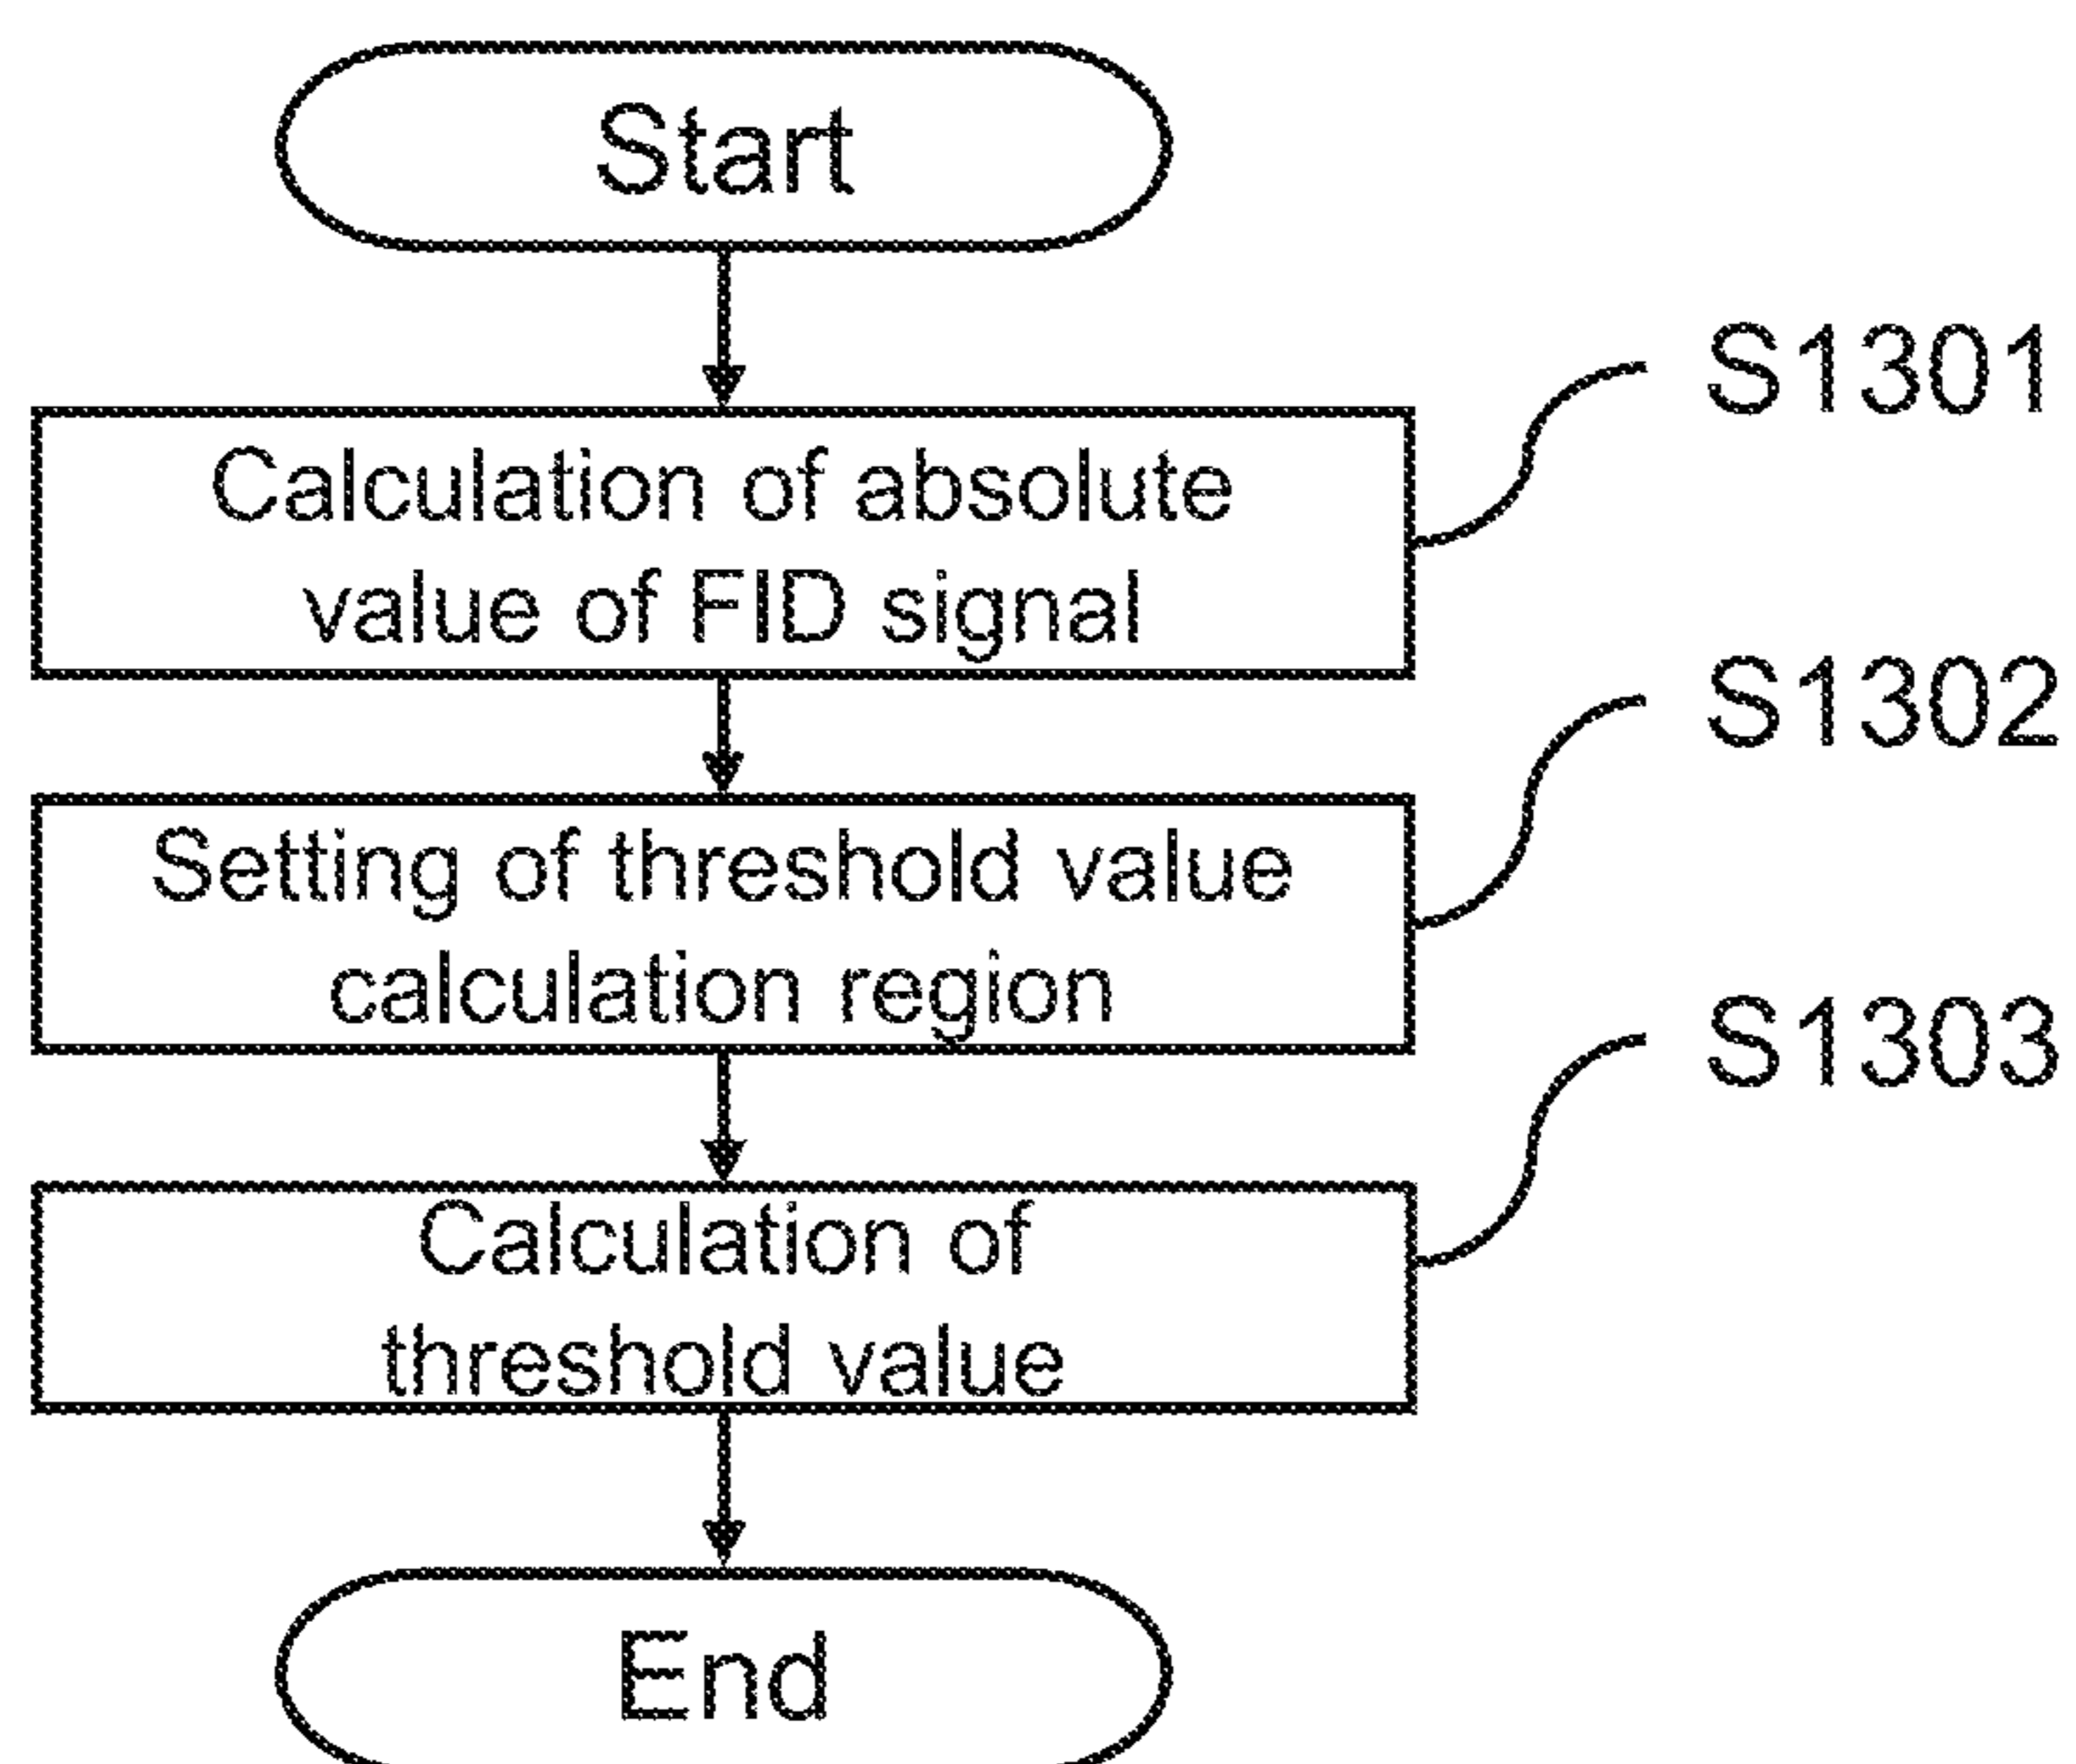 Start
S1301
Calculation of absolute
value of FID signal
S1302
Setting of threshold value
calculation region
S1303
Calculation of
threshold value
End